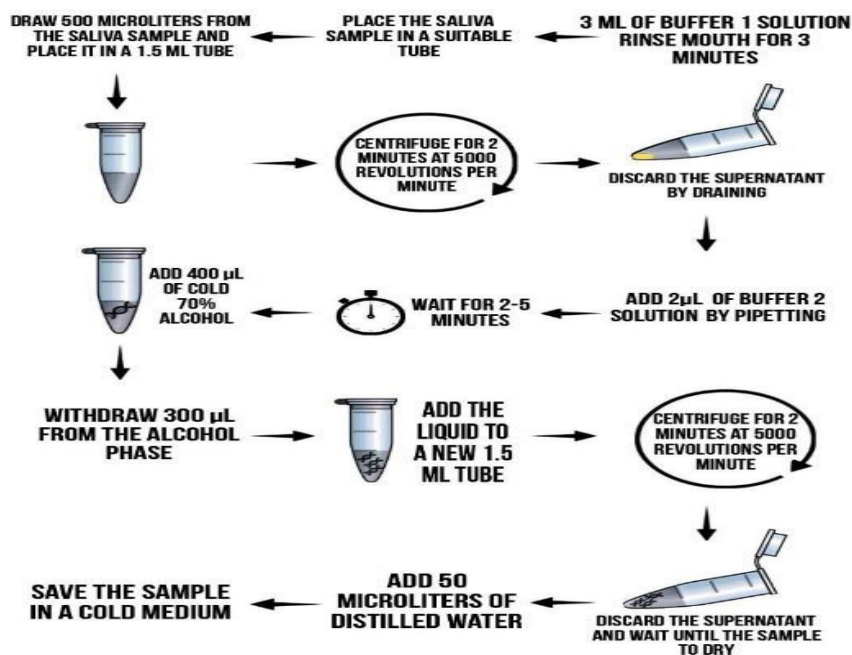 3 ML OF BUFFER 1 SOLUTION
RINSE MOUTH FOR 3
MINUTES
PLACE THE SALIVA
SAMPLE IN A SUITABLE
TUBE
DRAW 500 MICROLITERS FROM
THE SALIVA SAMPLE AND
PLACE IT IN A 1.5 ML TUBE
CENTRIFUGE FOR 2
MINUTES AT 5000
REVOLUTIONS PER
MINUTE
DISCARD THE SUPERNATANT
BY DRAINING
ADD 2µL OF BUFFER 2
SOLUTION BY PIPETTING
WAIT FOR 2-5
MINUTES
ADD 400 µL
OF COLD
70%
ALCOHOL
WITHDRAW 300 µL
FROM THE ALCOHOL
PHASE
ADD THE
LIQUID TO
A NEW 1.5
ML TUBE
CENTRIFUGE FOR 2
MINUTES AT 5000
REVOLUTIONS PER
MINUTE
DISCARD THE SUPERNATANT
AND WAIT UNTIL THE SAMPLE
TO DRY
ADD 50
MICROLITERS OF
DISTILLED WATER
SAVE THE SAMPLE
IN A COLD MEDIUM